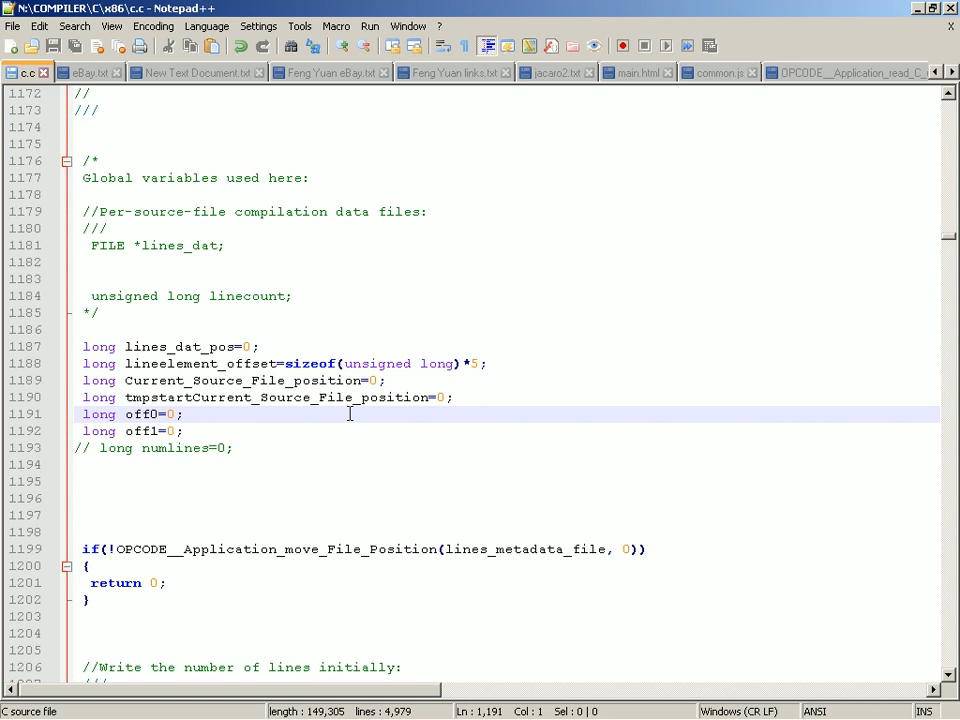 N:\COMPILER\C\x86\c.c - Notepad++
File Edit Search View Encoding Language Settings Tools Macro Run Window ? X
c.c eBay.txt New Text Document.txt Feng Yuan eBay.txt Feng Yuan links.txt jacaro2.txt main.html common.js OPCODE__Application_read_C_
1172 //
1173 ///
1174
1175
1176 /*
1177 Global variables used here:
1178
1179 //Per-source-file compilation data files:
1180 ///
1181 FILE *lines_dat;
1182
1183
1184 unsigned long linecount;
1185 */
1186
1187 long lines_dat_pos=0;
1188 long lineelement_offset=sizeof(unsigned long)*5;
1189 long Current_Source_File_position=0;
1190 long tmpstartCurrent_Source_File_position=0;
1191 long off0=0;
1192 long off1=0;
1193 // long numlines=0;
1194
1195
1196
1197
1198
1199 if(!OPCODE__Application_move_File_Position(lines_metadata_file, 0))
1200 {
1201 return 0;
1202 }
1203
1204
1205
1206 //Write the number of lines initially:
C source file length : 149,305 lines : 4,979 Ln : 1,191 Col : 1 Sel : 0 | 0 Windows (CR LF) ANSI INS